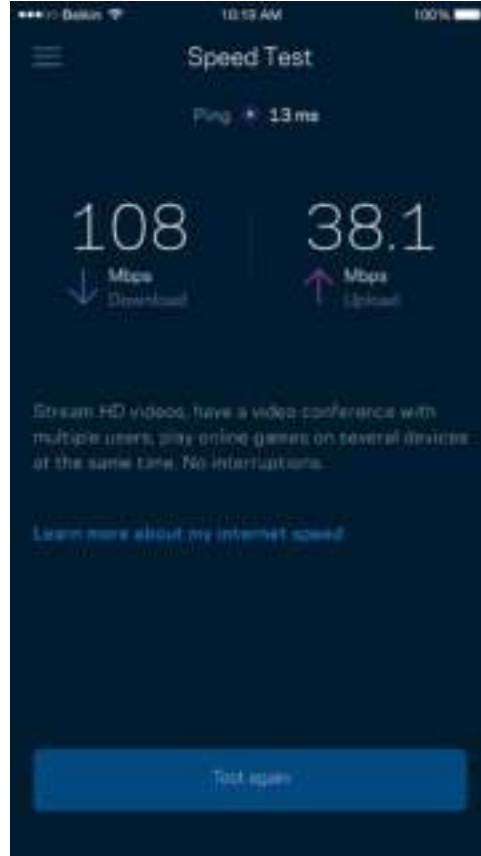 Belkin 10:13 AM 100%
Speed Test
Ping 13 ms
108 38.1
Mbps Mbps
Download Upload
Stream HD videos, have a video conference with
multiple users, play online games on several devices
at the same time. No interruptions.
Learn more about my internet speed
Test again